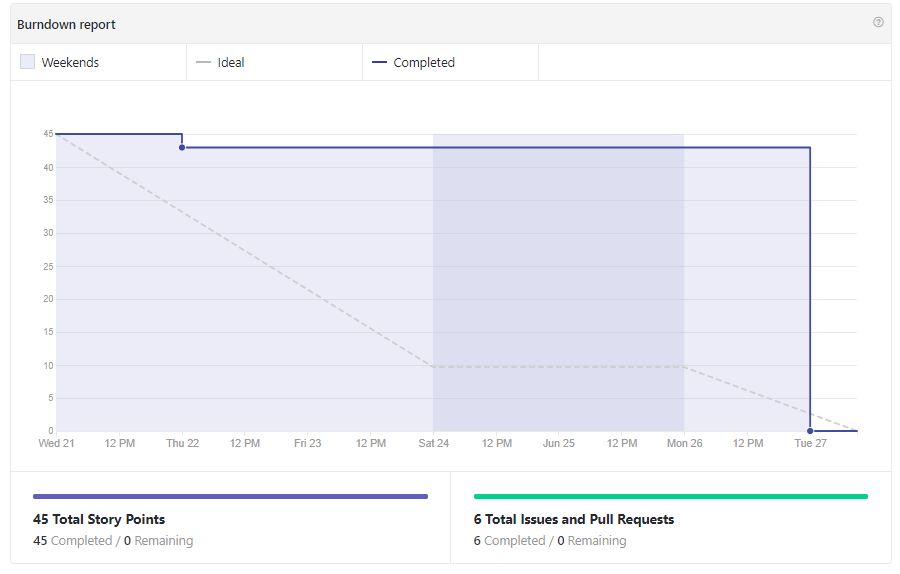 Burndown report
Weekends Ideal Completed
45
40
35
30
25
20
15
10
5
0
Wed 21 12 PM Thu 22 12 PM Fri 23 12 PM Sat 24 12 PM Jun 25 12 PM Mon 26 12 PM Tue 27
45 Total Story Points
45 Completed / 0 Remaining
6 Total Issues and Pull Requests
6 Completed / 0 Remaining